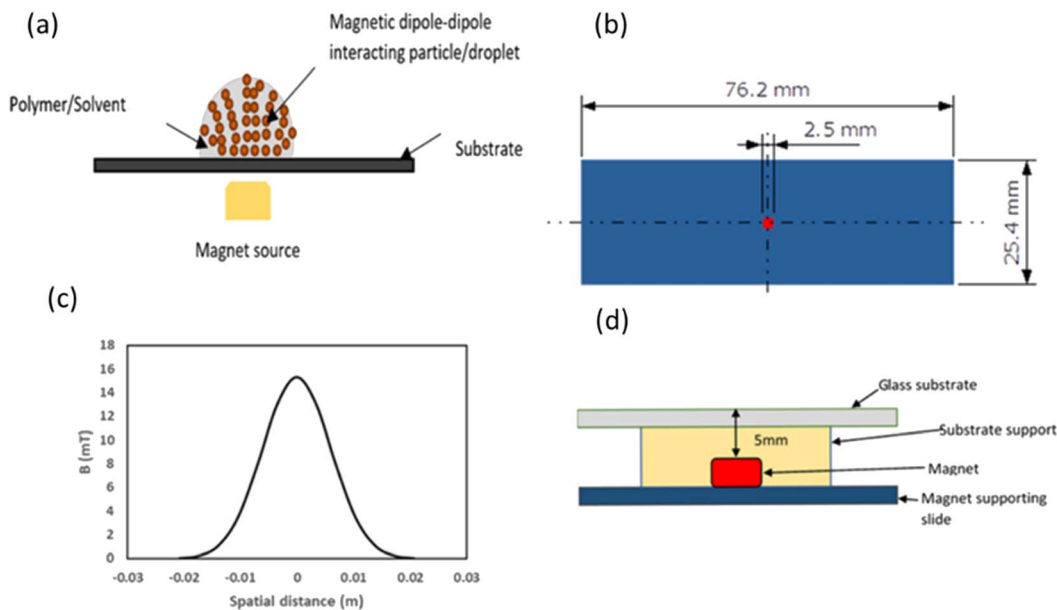 (a)
Magnetic dipole-dipole
interacting particle/droplet
Polymer/Solvent
Substrate
Magnet source
(b)
76.2 mm
2.5 mm
25.4 mm
(c)
18
16
14
12
10
8
6
4
2
0
B (mT)
-0.03
-0.02
-0.01
0
0.01
0.02
0.03
Spatial distance (m)
(d)
Glass substrate
Substrate support
5mm
Magnet
Magnet supporting
slide